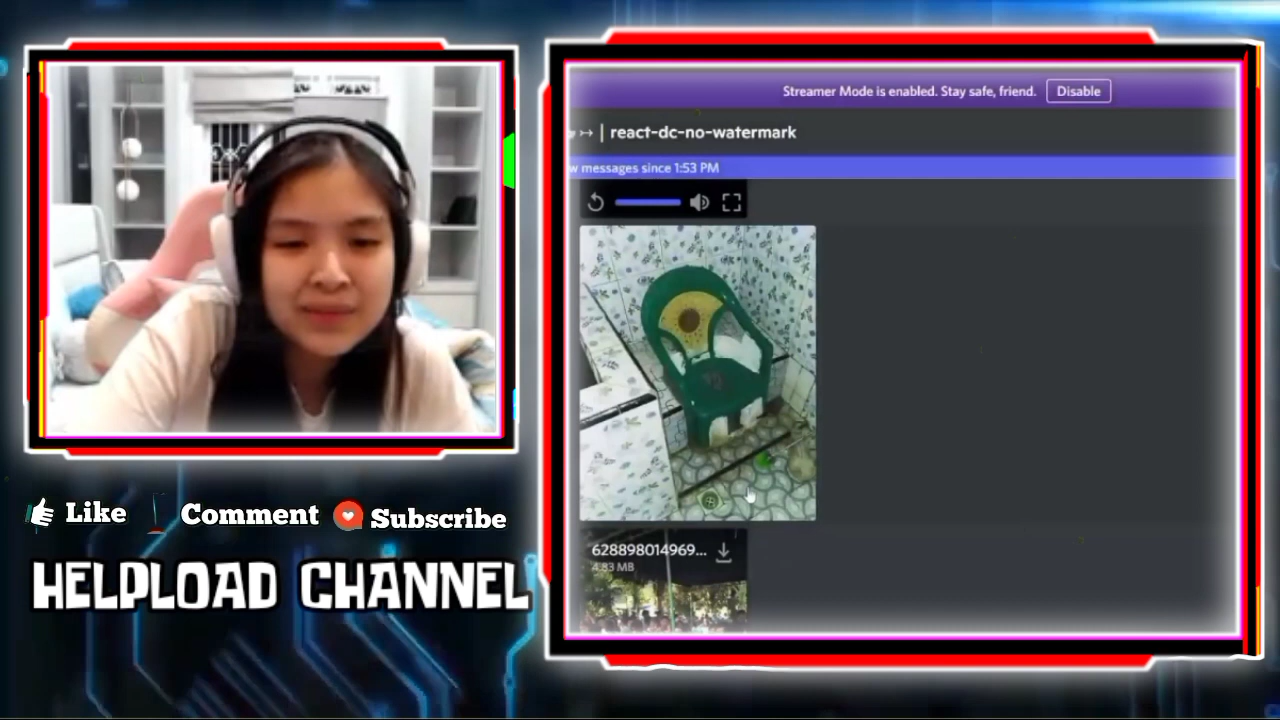 Streamer Mode is enabled. Stay safe, friend. Disable
react-dc-no-watermark
messages since 1:53 PM
628898014969...
4.83 MB
Like Comment Subscribe
HELPLOAD CHANNEL